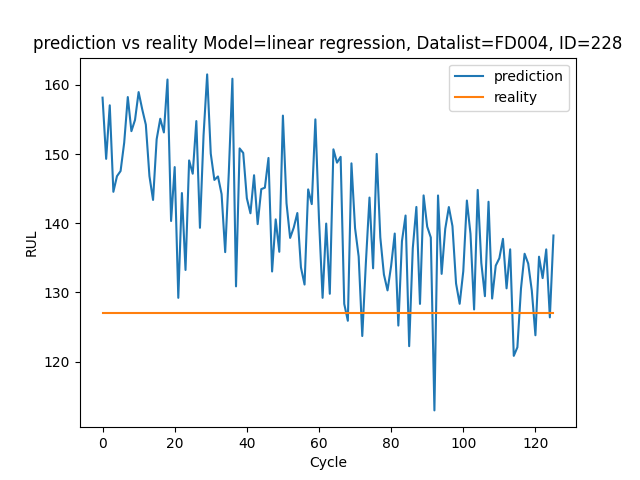 prediction vs reality Model=linear regression, Datalist=FD004, ID=228
prediction
reality
160
150
140
130
120
RUL
0 20 40 60 80 100 120
Cycle